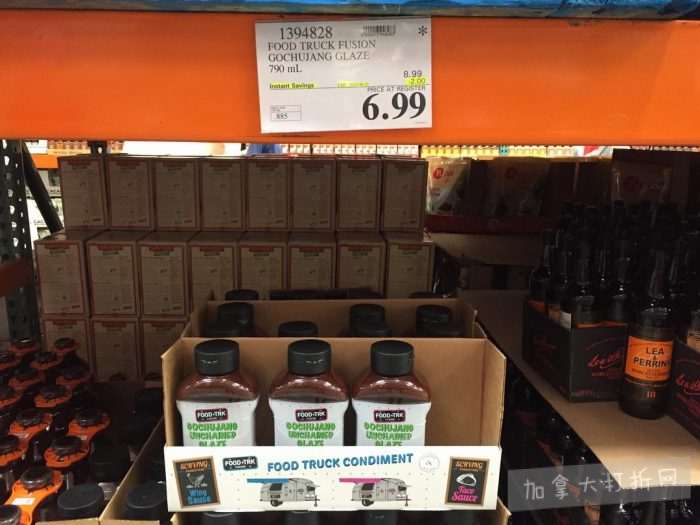 1394828
*
FOOD TRUCK FUSION
GOCHUJANG GLAZE
790 mL
8.99
Instant Savings
-2.00
PRICE AT REGISTER
6.99
885
FOOD-TRK
GOCHUJANG
UNCHAINED
GLAZE
FOOD-TRK
GOCHUJANG
UNCHAINED
GLAZE
FOOD-TRK
GOCHUJANG
UNCHAINED
GLAZE
FOOD-TRK
FOOD TRUCK CONDIMENT
Wing
Sauce
Taco
Sauce
LEA &
PERRINS
加拿大打折网